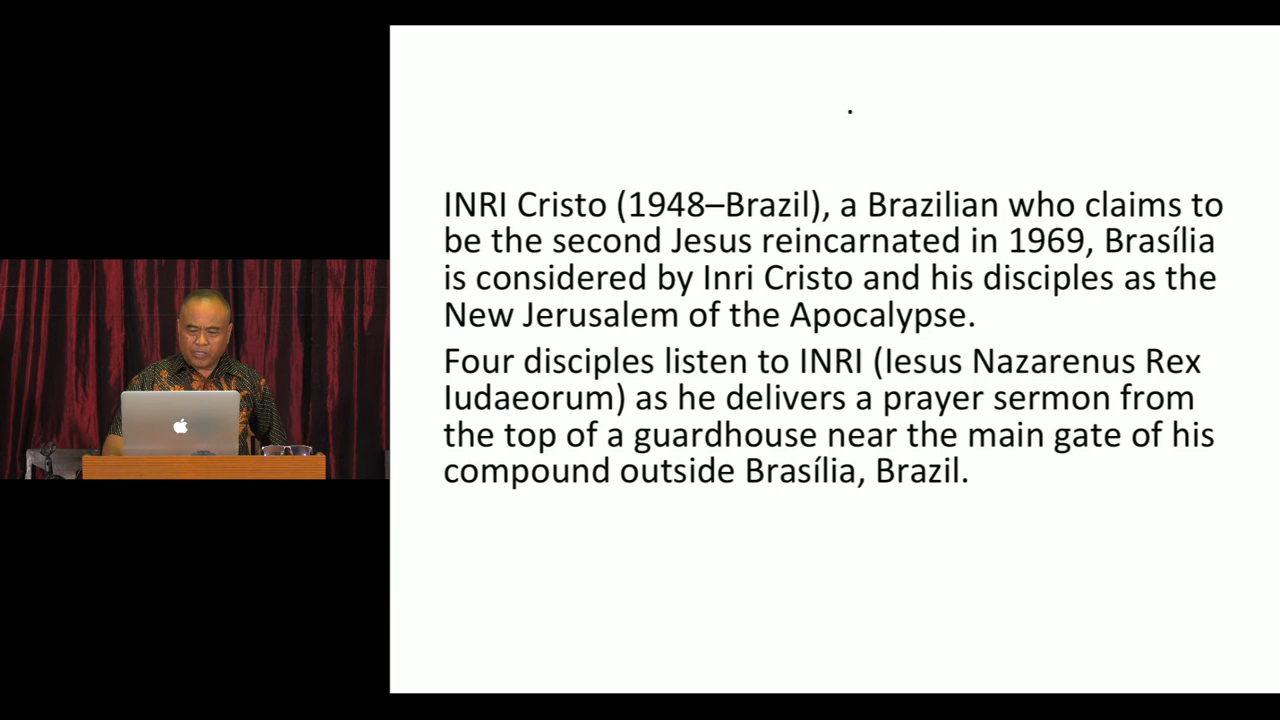 .
INRI Cristo (1948–Brazil), a Brazilian who claims to
be the second Jesus reincarnated in 1969, Brasília
is considered by Inri Cristo and his disciples as the
New Jerusalem of the Apocalypse.
Four disciples listen to INRI (Iesus Nazarenus Rex
Iudaeorum) as he delivers a prayer sermon from
the top of a guardhouse near the main gate of his
compound outside Brasília, Brazil.